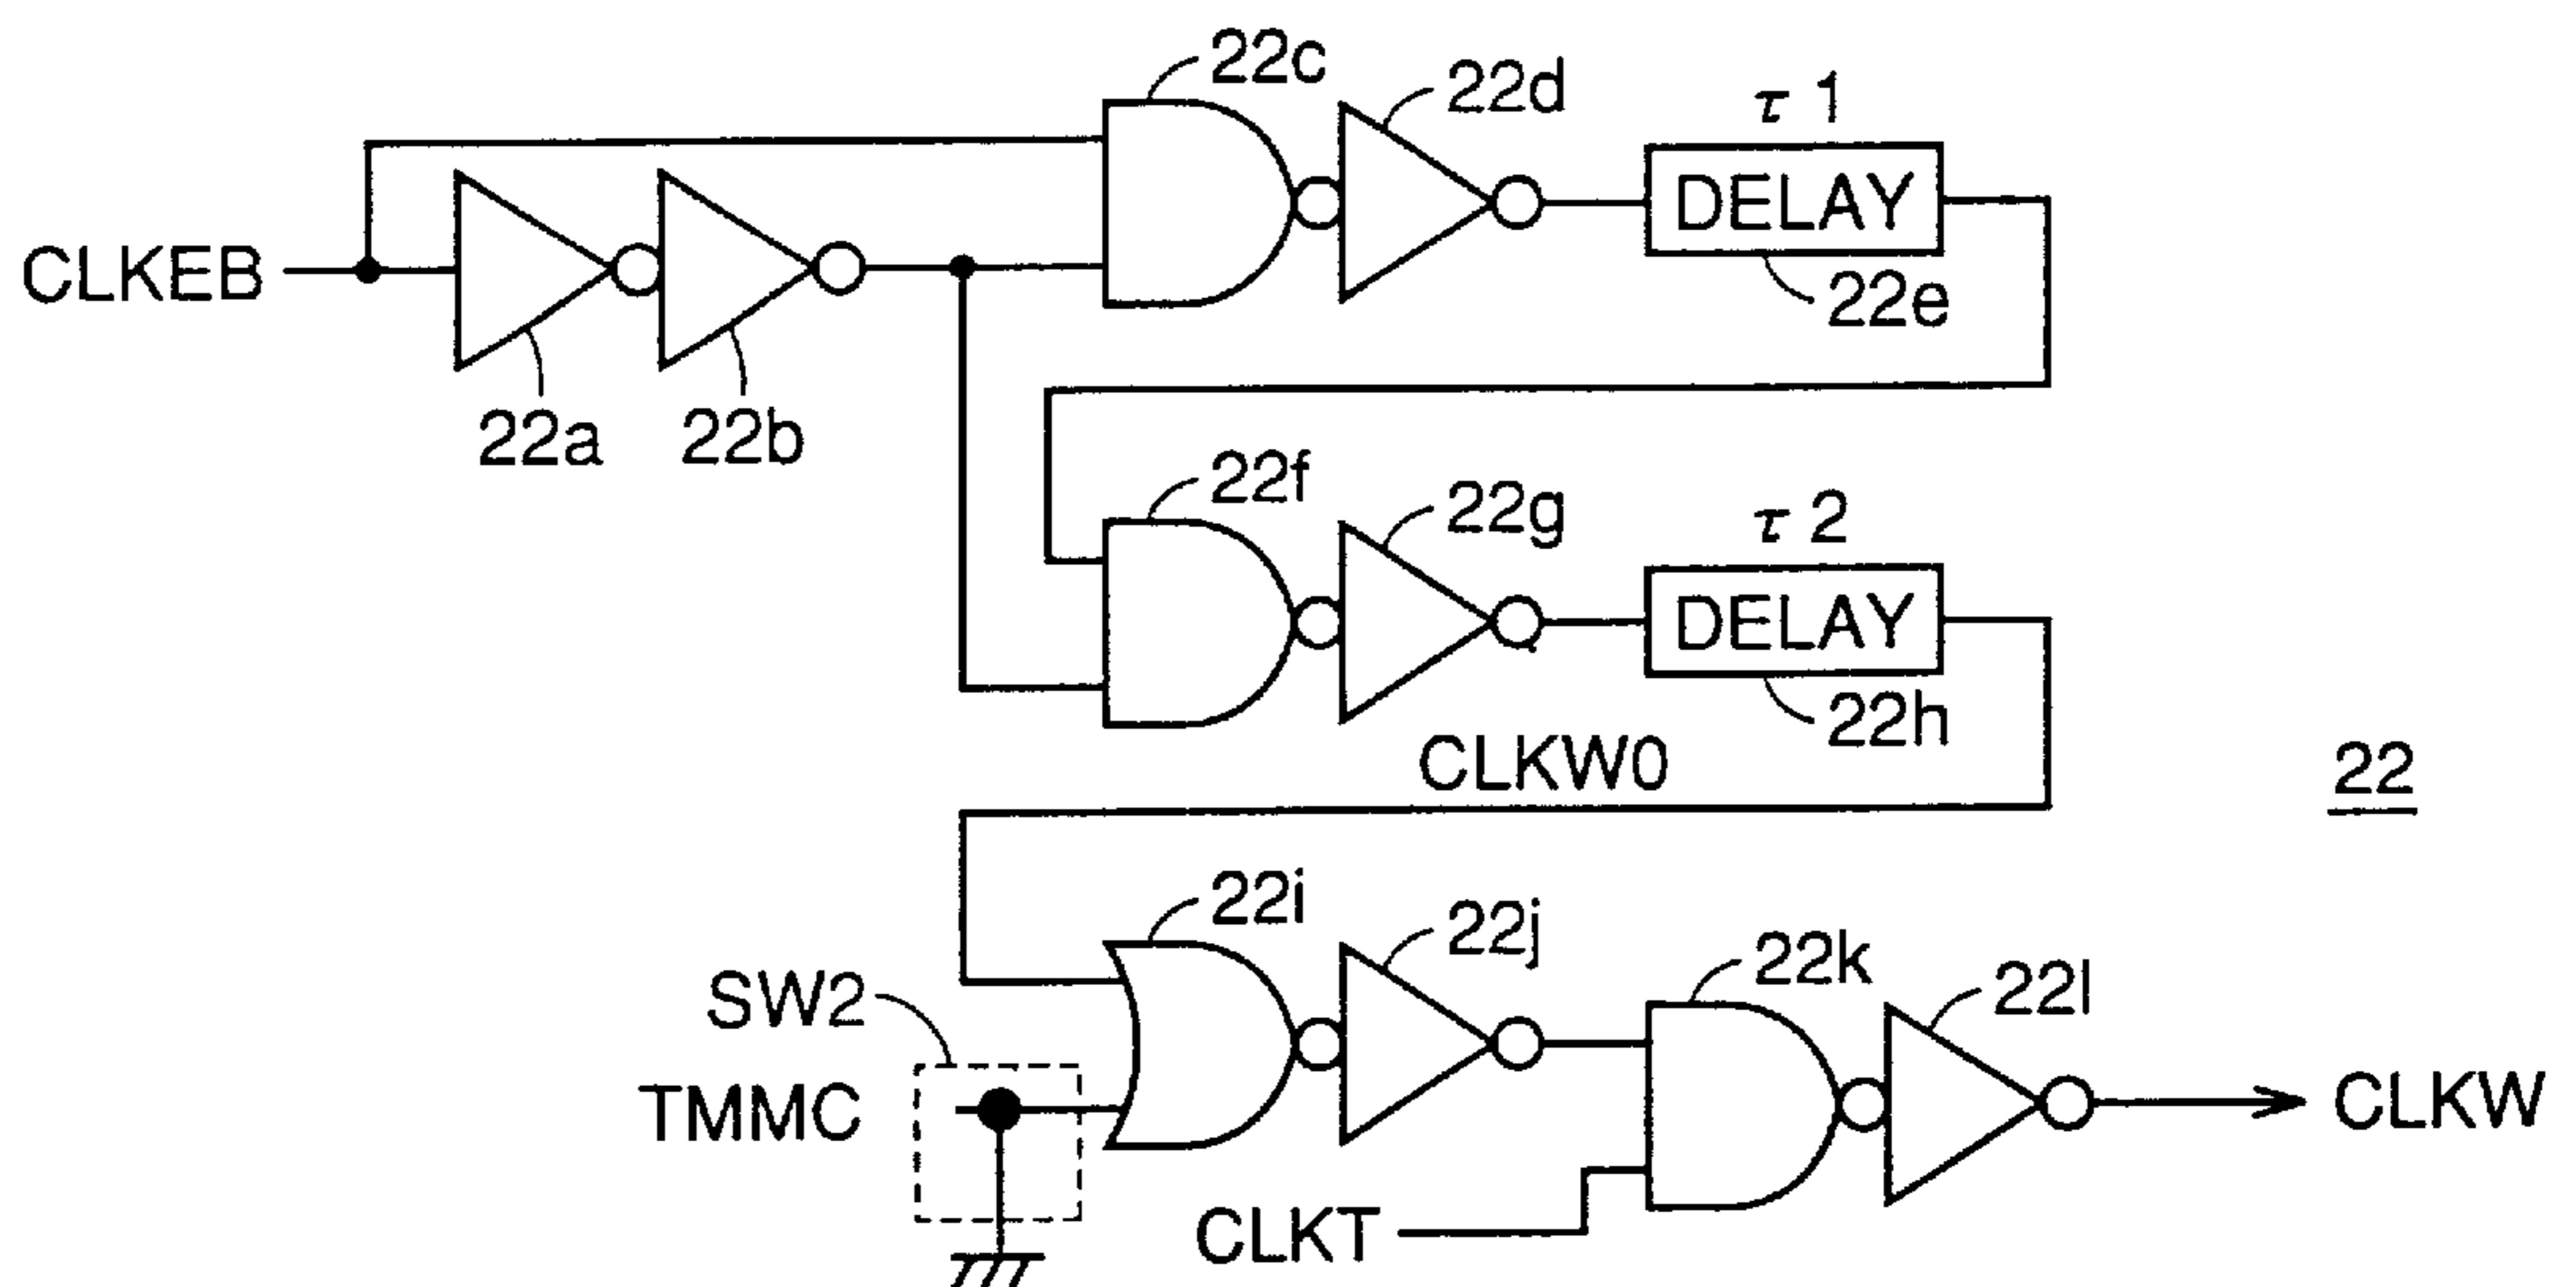 22c
22d
τ 1
DELAY
22e
CLKEB
22a
22b
22f
22g
τ 2
DELAY
22h
CLKW0
22
22i
22j
22k
22l
SW2
TMMC
CLKT
CLKW